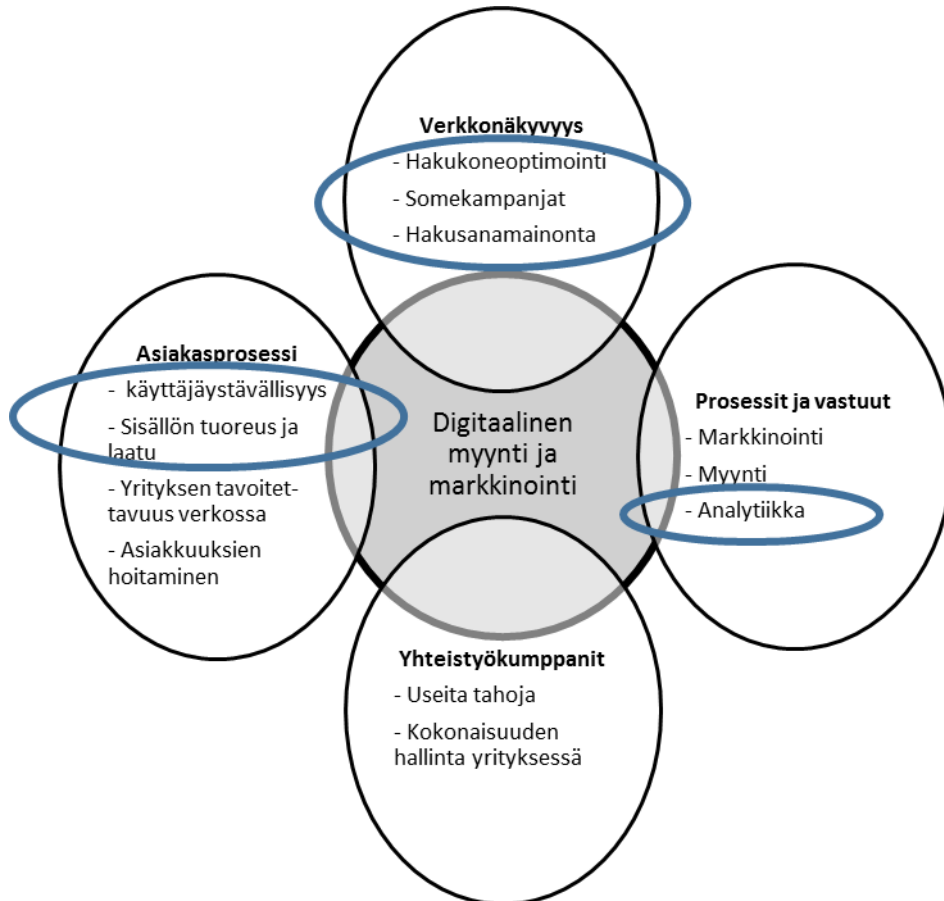 Verkkonäkyvyys
- Hakukoneoptimointi
- Somekampanjat
- Hakusanamainonta
Asiakasprosessi
- käyttäjäystävällisyys
- Sisällön tuoreus ja
laatu
- Yrityksen tavoitet-
tavuus verkossa
- Asiakkuuksien
hoitaminen
Digitaalinen
myynti ja
markkinointi
Prosessit ja vastuut
- Markkinointi
- Myynti
- Analytiikka
Yhteistyökumppanit
- Useita tahoja
- Kokonaisuuden
hallinta yrityksessä